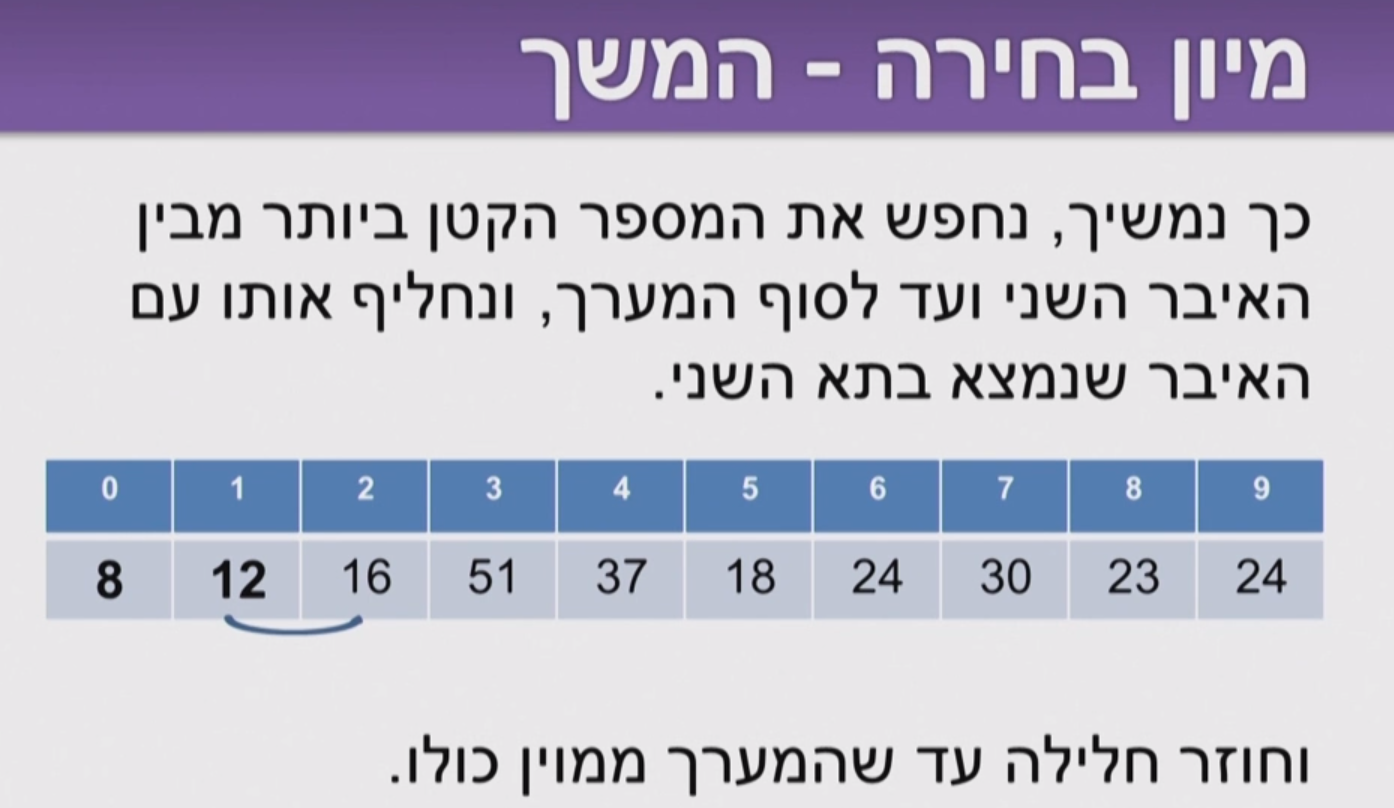 מיון בחירה - המשך
כך נמשיך, נחפש את המספר הקטן ביותר מבין
האיבר השני ועד לסוף המערך, ונחליף אותו עם
האיבר שנמצא בתא השני.
0 1 2 3 4 5 6 7 8 9
8 12 16 51 37 18 24 30 23 24
וחוזר חלילה עד שהמערך ממוין כולו.